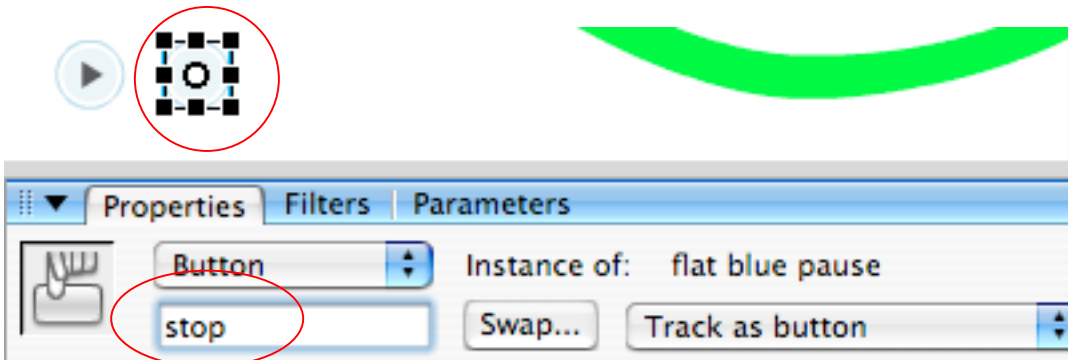 Properties Filters Parameters
Button Instance of: flat blue pause
stop Swap... Track as button